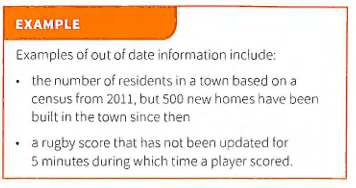 EXAMPLE
Examples of out of date information include:
• the number of residents in a town based on a
census from 2011, but 500 new homes have been
built in the town since then
• a rugby score that has not been updated for
5 minutes during which time a player scored.